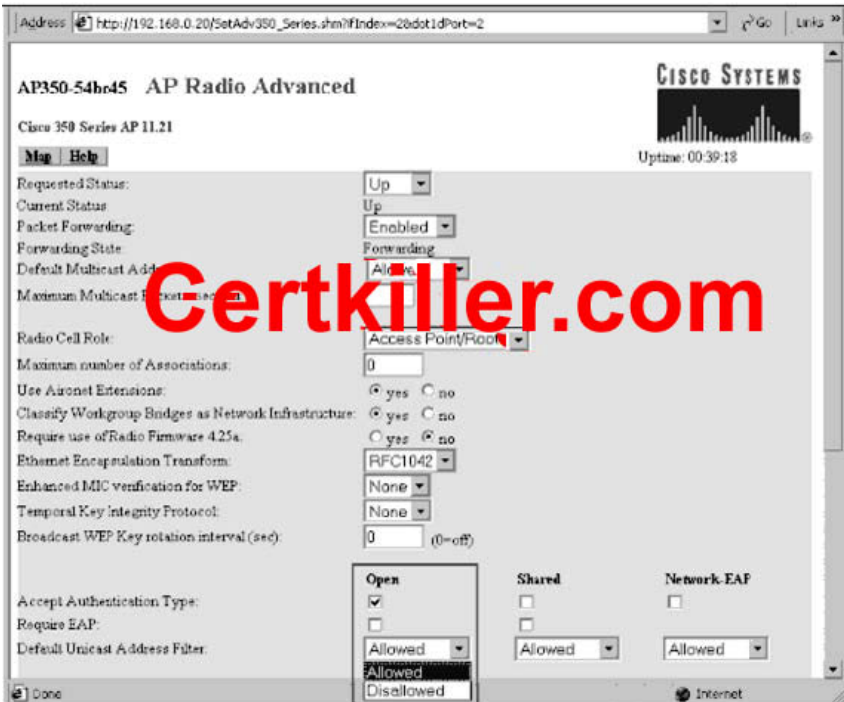 Address http://192.168.0.20/SetAdv350_Series.shm?ifIndex=2&dot1dPort=2 Go Links »
AP350-54bc45 AP Radio Advanced
CISCO SYSTEMS
Cisco 350 Series AP 11.21
Map Help
Uptime: 00:39:18
Requested Status: Up
Current Status: Up
Packet Forwarding: Enabled
Forwarding State: Forwarding
Default Multicast
Maximum Multicast
Certkiller.com
Radio Cell Role: Access Point/Root
Maximum number of Associations: 0
Use Aironet Extensions: yes no
Classify Workgroup Bridges as Network Infrastructure: yes no
Require use of Radio Firmware 4.25a: yes no
Ethernet Encapsulation Transform: RFC1042
Enhanced MIC verification for WEP: None
Temporal Key Integrity Protocol: None
Broadcast WEP Key rotation interval (sec): 0 (0=off)
Open Shared Network-EAP
Accept Authentication Type:
Require EAP:
Default Unicast Address Filter: Allowed Allowed Allowed
Allowed
Disallowed
Done Internet